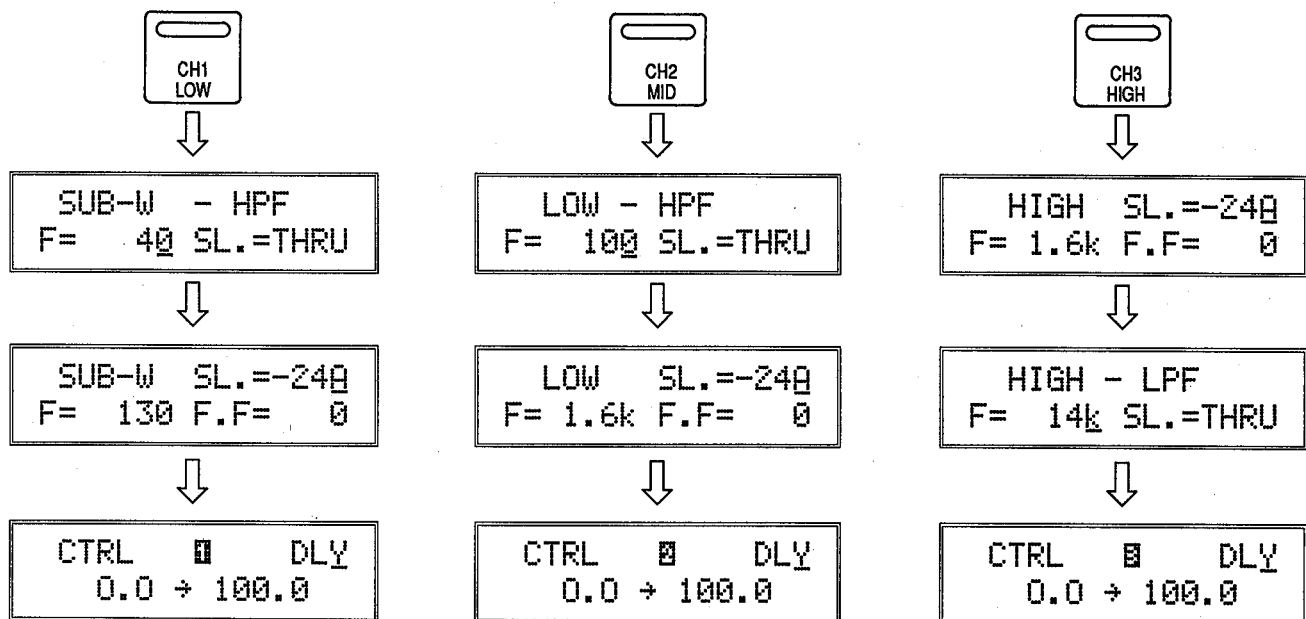 CH1
LOW
SUB-W - HPF
F= 40 SL.=THRU
SUB-W SL.=-24A
F= 130 F.F= 0
CTRL 1 DLY
0.0 → 100.0
CH2
MID
LOW - HPF
F= 100 SL.=THRU
LOW SL.=-24A
F= 1.6k F.F= 0
CTRL 2 DLY
0.0 → 100.0
CH3
HIGH
HIGH SL.=-24A
F= 1.6k F.F= 0
HIGH - LPF
F= 14k SL.=THRU
CTRL 3 DLY
0.0 → 100.0